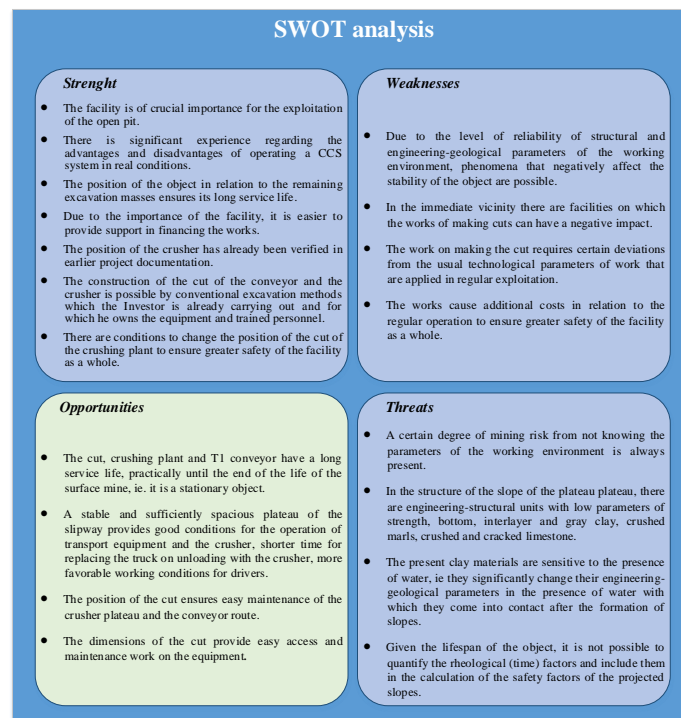 SWOT analysis
Strenght
● The facility is of crucial importance for the exploitation
of the open pit.
● There is significant experience regarding the
advantages and disadvantages of operating a CCS
system in real conditions.
● The position of the object in relation to the remaining
excavation masses ensures its long service life.
● Due to the importance of the facility, it is easier to
provide support in financing the works.
● The position of the crusher has already been verified in
earlier project documentation.
● The construction of the cut of the conveyor and the
crusher is possible by conventional excavation methods
which the Investor is already carrying out and for
which he owns the equipment and trained personnel.
● There are conditions to change the position of the cut of
the crushing plant to ensure greater safety of the facility
as a whole.
Weaknesses
● Due to the level of reliability of structural and
engineering-geological parameters of the working
environment, phenomena that negatively affect the
stability of the object are possible.
● In the immediate vicinity there are facilities on which
the works of making cuts can have a negative impact.
● The work on making the cut requires certain deviations
from the usual technological parameters of work that
are applied in regular exploitation.
● The works cause additional costs in relation to the
regular operation to ensure greater safety of the facility
as a whole.
Opportunities
● The cut, crushing plant and T1 conveyor have a long
service life, practically until the end of the life of the
surface mine, ie. it is a stationary object.
● A stable and sufficiently spacious plateau of the
slipway provides good conditions for the operation of
transport equipment and the crusher, shorter time for
replacing the truck on unloading with the crusher, more
favorable working conditions for drivers.
● The position of the cut ensures easy maintenance of the
crusher plateau and the conveyor route.
● The dimensions of the cut provide easy access and
maintenance work on the equipment.
Threats
● A certain degree of mining risk from not knowing the
parameters of the working environment is always
present.
● In the structure of the slope of the plateau plateau, there
are engineering-structural units with low parameters of
strength, bottom, interlayer and gray clay, crushed
marls, crushed and cracked limestone.
● The present clay materials are sensitive to the presence
of water, ie they significantly change their engineering-
geological parameters in the presence of water with
which they come into contact after the formation of
slopes.
● Given the lifespan of the object, it is not possible to
quantify the rheological (time) factors and include them
in the calculation of the safety factors of the projected
slopes.